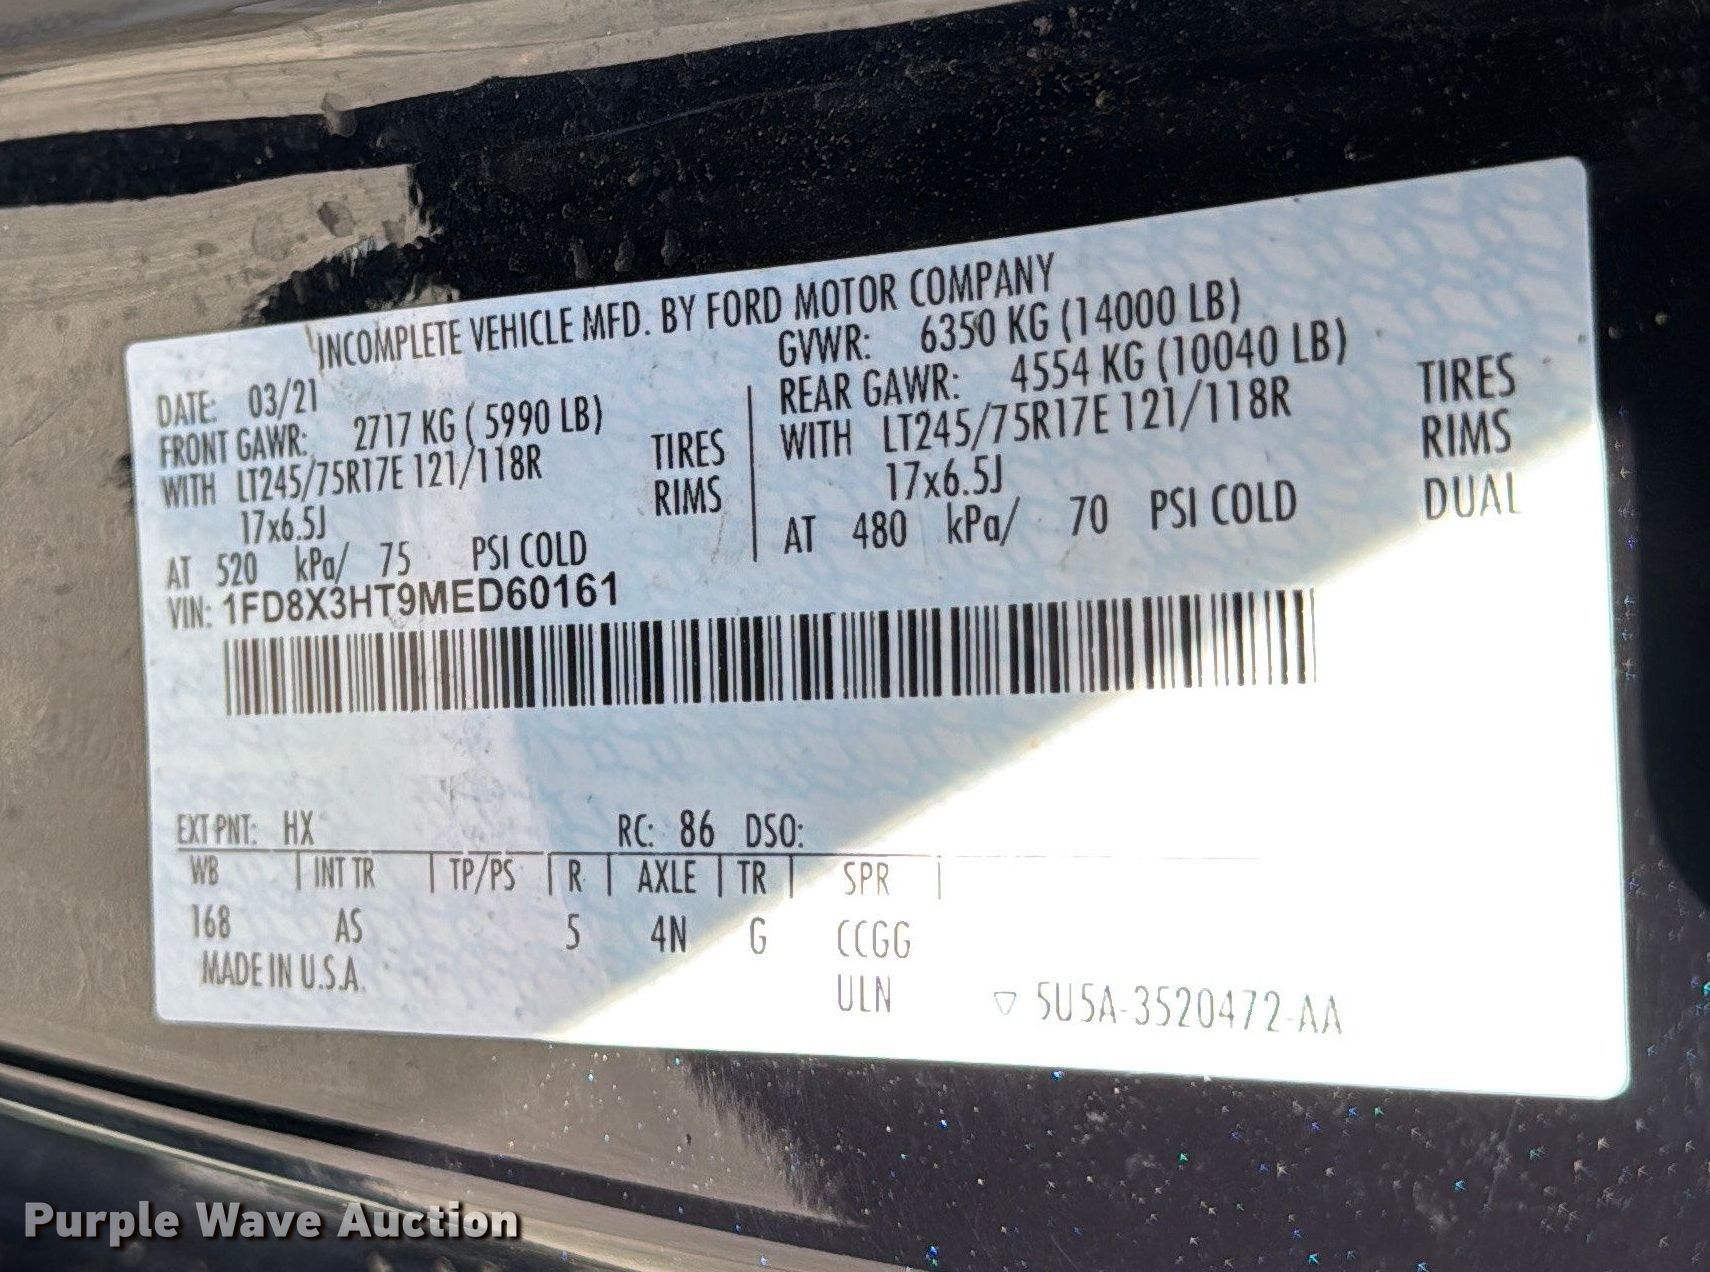 INCOMPLETE VEHICLE MFD. BY FORD MOTOR COMPANY
DATE: 03/21
GVWR: 6350 KG (14000 LB)
FRONT GAWR: 2717 KG ( 5990 LB)
REAR GAWR: 4554 KG (10040 LB)
WITH LT245/75R17E 121/118R TIRES
WITH LT245/75R17E 121/118R TIRES
17x6.5J RIMS
17x6.5J RIMS
AT 520 kPa/ 75 PSI COLD
AT 480 kPa/ 70 PSI COLD DUAL
VIN: 1FD8X3HT9MED60161
EXT PNT: HX RC: 86 DSO:
WB | INT TR | TP/PS | R | AXLE | TR | SPR |
168 AS 5 4N G CCGG
MADE IN U.S.A. ULN
▽ 5U5A-3520472-AA
Purple Wave Auction